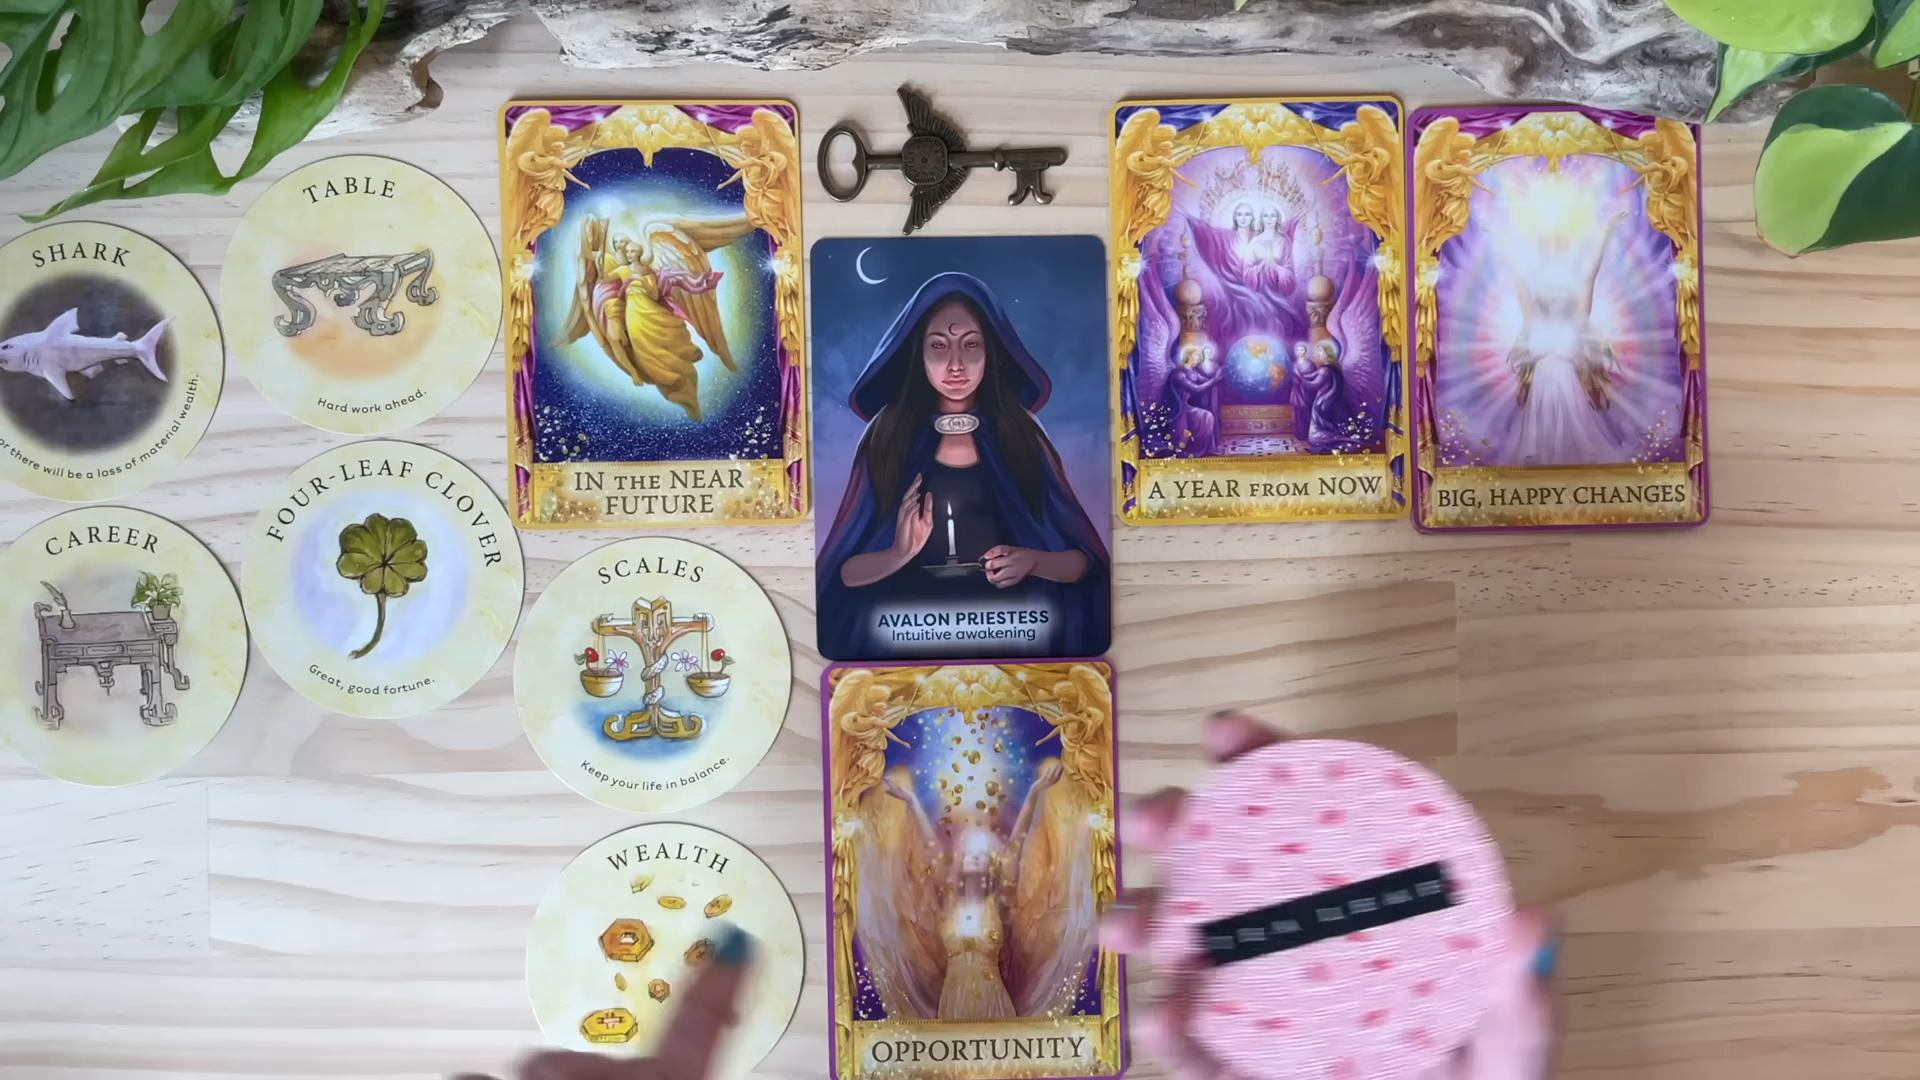 SHARK
or there will be a loss of material wealth.
TABLE
Hard work ahead.
CAREER
FOUR-LEAF CLOVER
Great, good fortune.
SCALES
Keep your life in balance.
WEALTH
IN THE NEAR
FUTURE
AVALON PRIESTESS
Intuitive awakening
OPPORTUNITY
A YEAR FROM NOW
BIG, HAPPY CHANGES